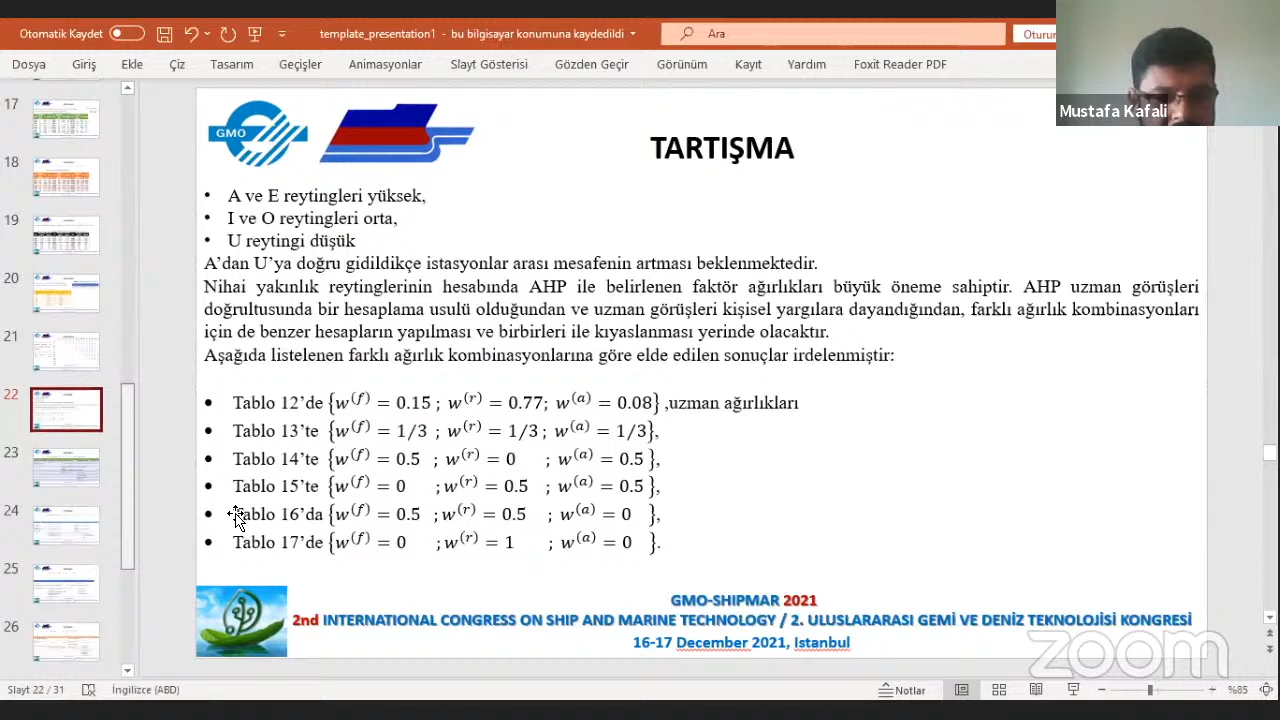 Otomatik Kaydet
template_presentation1 - bu bilgisayar konumuna kaydedildi
Ara
Dosya Giriş Ekle Çiz Tasarım Geçişler Animasyonlar Slayt Gösterisi Gözden Geçir Görünüm Kayıt Yardım Foxit Reader PDF
Mustafa Kafali
17
18
19
20
21
22
23
24
25
26
GMO
TARTIŞMA
• A ve E reytingleri yüksek,
• I ve O reytingleri orta,
• U reytingi düşük
A’dan U’ya doğru gidildikçe istasyonlar arası mesafenin artması beklenmektedir.
Nihai yakınlık reytinglerinin hesabında AHP ile belirlenen faktör ağırlıkları büyük öneme sahiptir. AHP uzman görüşleri
doğrultusunda bir hesaplama usulü olduğundan ve uzman görüşleri kişisel yargılara dayandığından, farklı ağırlık kombinasyonları
için de benzer hesapların yapılması ve birbirleri ile kıyaslanması yerinde olacaktır.
Aşağıda listelenen farklı ağırlık kombinasyonlarına göre elde edilen sonuçlar irdelenmiştir:
• Tablo 12’de {w^(f) = 0.15 ; w^(r) = 0.77; w^(a) = 0.08} ,uzman ağırlıkları
• Tablo 13’te {w^(f) = 1/3 ; w^(r) = 1/3 ; w^(a) = 1/3},
• Tablo 14’te {w^(f) = 0.5 ; w^(r) = 0 ; w^(a) = 0.5 },
• Tablo 15’te {w^(f) = 0 ;w^(r) = 0.5 ; w^(a) = 0.5 },
• Tablo 16’da {w^(f) = 0.5 ;w^(r) = 0.5 ; w^(a) = 0 },
• Tablo 17’de {w^(f) = 0 ;w^(r) = 1 ; w^(a) = 0 }.
GMO-SHIPMAR 2021
2nd INTERNATIONAL CONGRESS ON SHIP AND MARINE TECHNOLOGY / 2. ULUSLARARASI GEMİ VE DENİZ TEKNOLOJİSİ KONGRESİ
16-17 December 2021, Istanbul
zoom
Slayt 22 / 31 İngilizce (ABD) Notlar %85